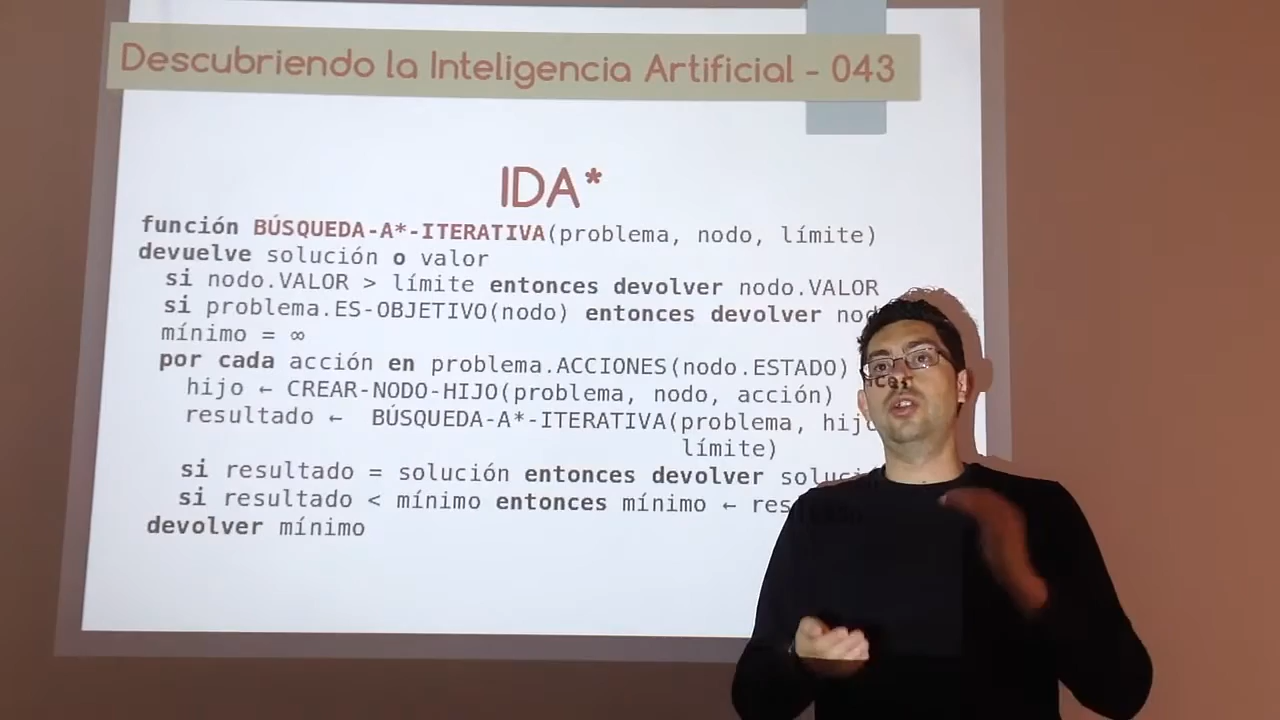 Descubriendo la Inteligencia Artificial - 043
IDA*
función BÚSQUEDA-A*-ITERATIVA(problema, nodo, límite)
devuelve solución o valor
si nodo.VALOR > límite entonces devolver nodo.VALOR
si problema.ES-OBJETIVO(nodo) entonces devolver
mínimo = ∞
por cada acción en problema.ACCIONES(nodo.ESTADO)
hijo ← CREAR-NODO-HIJO(problema, nodo, acción)
resultado ← BÚSQUEDA-A*-ITERATIVA(problema,
límite)
si resultado = solución entonces devolver
si resultado < mínimo entonces mínimo ←
devolver mínimo